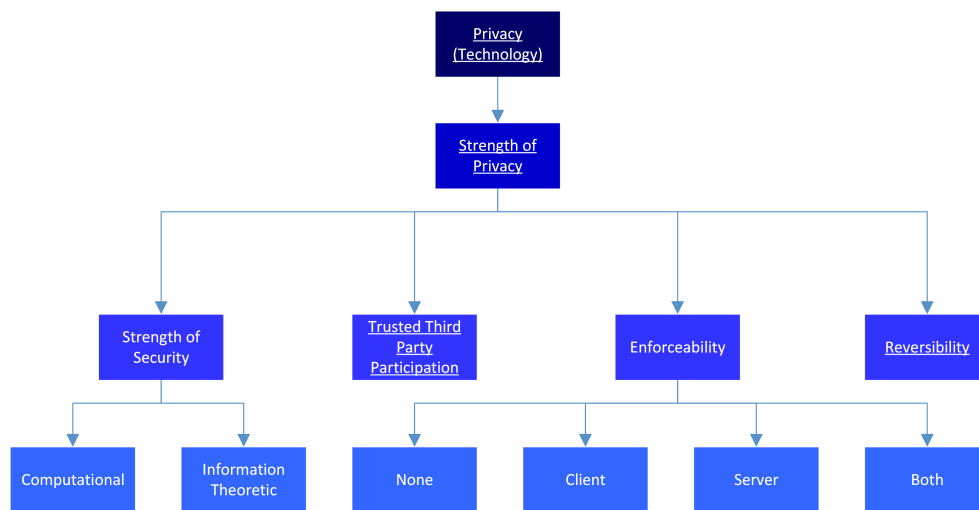 Privacy
(Technology)
Strength of
Privacy
Strength of
Security
Trusted Third
Party
Participation
Enforceability
Reversibility
Computational
Information
Theoretic
None
Client
Server
Both